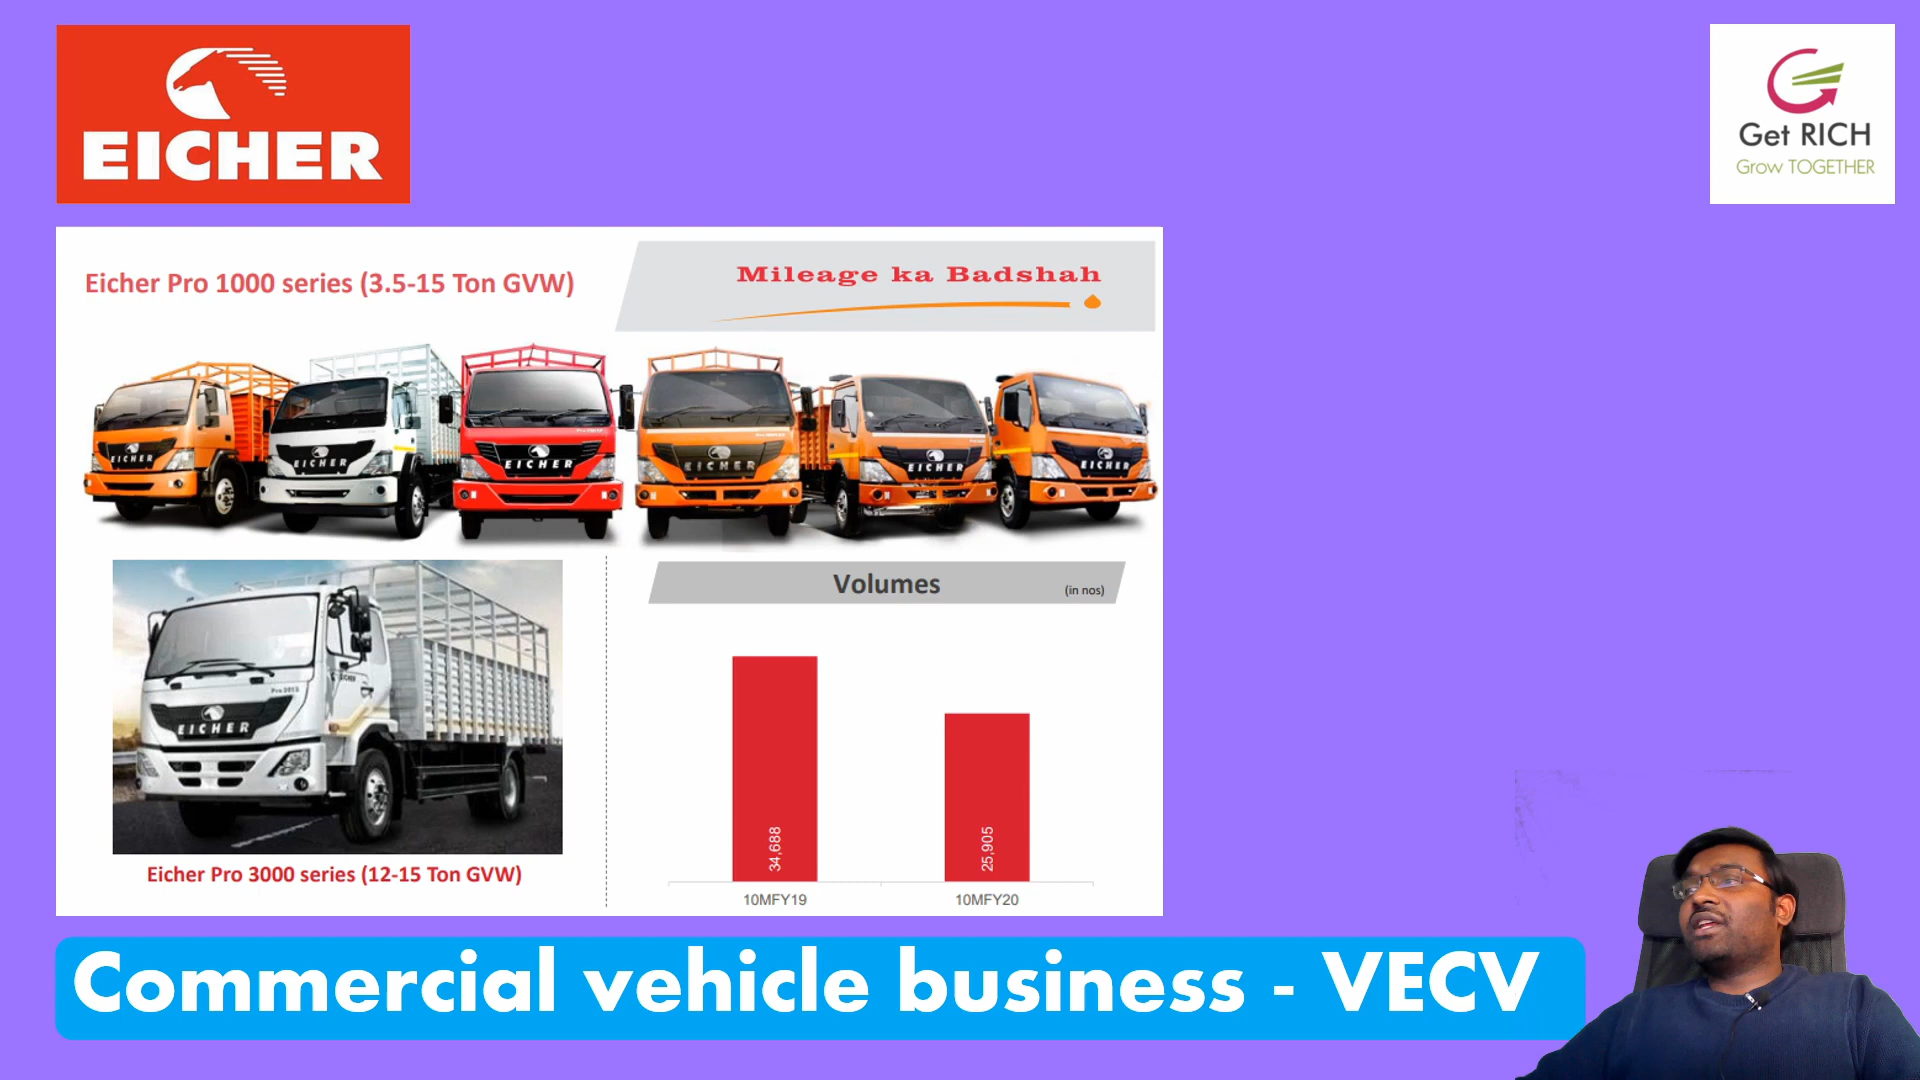 EICHER
Get RICH
Grow TOGETHER
Eicher Pro 1000 series (3.5-15 Ton GVW)
Mileage ka Badshah
EICHER
EICHER
EICHER
EICHER
EICHER
EICHER
EICHER
Eicher Pro 3000 series (12-15 Ton GVW)
Volumes
(in nos)
34,688
25,905
10MFY19
10MFY20
Commercial vehicle business - VECV